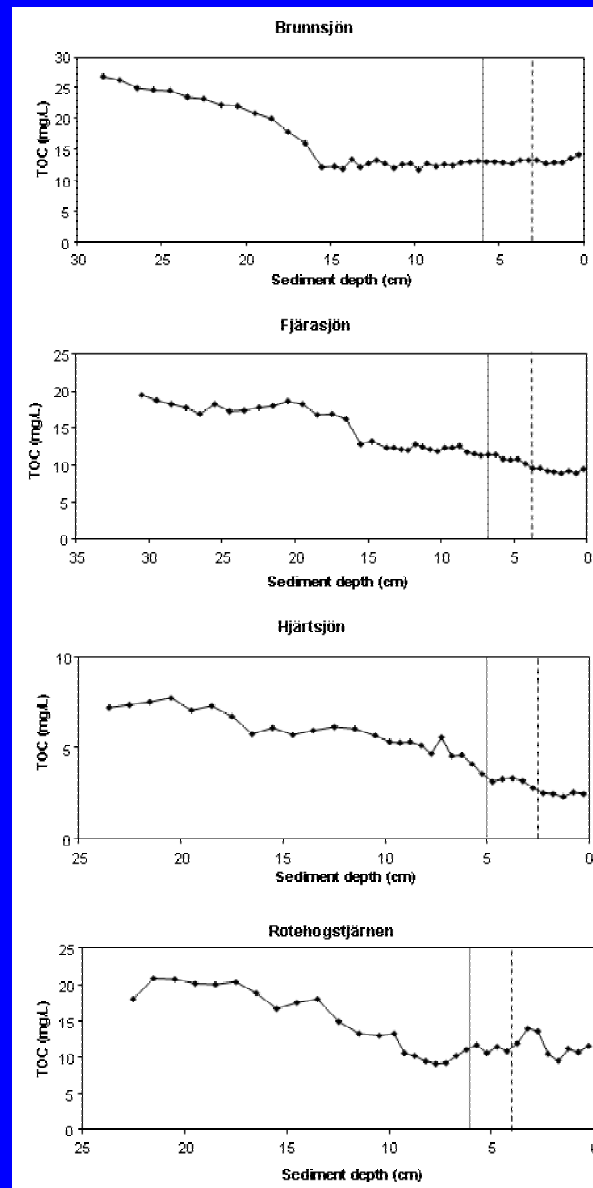 Brunnsjön
TOC (mg/L)
30
25
20
15
10
5
0
30 25 20 15 10 5 0
Sediment depth (cm)
Fjärasjön
TOC (mg/L)
25
20
15
10
5
0
35 30 25 20 15 10 5 0
Sediment depth (cm)
Hjärtsjön
TOC (mg/L)
10
5
0
25 20 15 10 5 0
Sediment depth (cm)
Rotehogstjärnen
TOC (mg/L)
25
20
15
10
5
0
25 20 15 10 5 0
Sediment depth (cm)